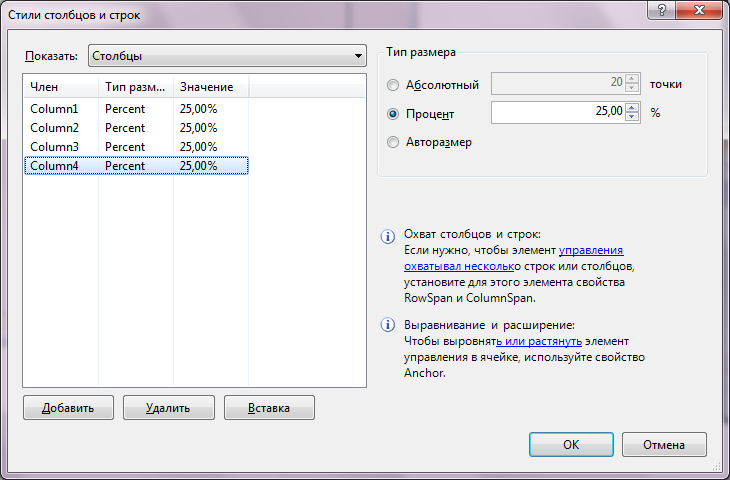 Стили столбцов и строк
Показать: Столбцы
Член Тип разм... Значение
Column1 Percent 25,00%
Column2 Percent 25,00%
Column3 Percent 25,00%
Column4 Percent 25,00%
Добавить Удалить Вставка
Тип размера
Абсолютный 20 точки
Процент 25,00 %
Авторазмер
Охват столбцов и строк:
Если нужно, чтобы элемент управления
охватывал несколько строк или столбцов,
установите для этого элемента свойства
RowSpan и ColumnSpan.
Выравнивание и расширение:
Чтобы выровнять или растянуть элемент
управления в ячейке, используйте свойство
Anchor.
OK Отмена